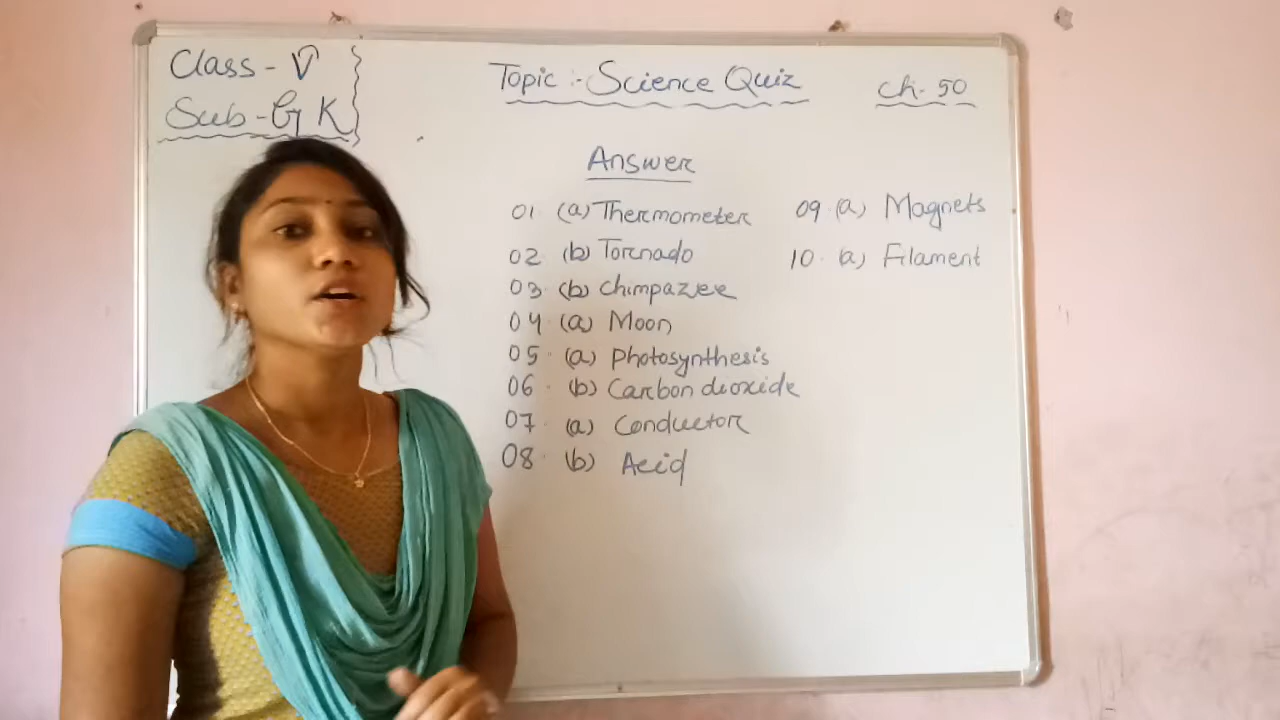 Class - V
Sub - G K
Topic :- Science Quiz
Ch. 50
Answer
01. (a) Thermometer
02. (b) Tornado
03. (b) Chimpazee
04. (a) Moon
05. (a) Photosynthesis
06. (b) Carbon dioxide
07. (a) Conductor
08. (b) Acid
09. (a) Magnets
10. (a) Filament